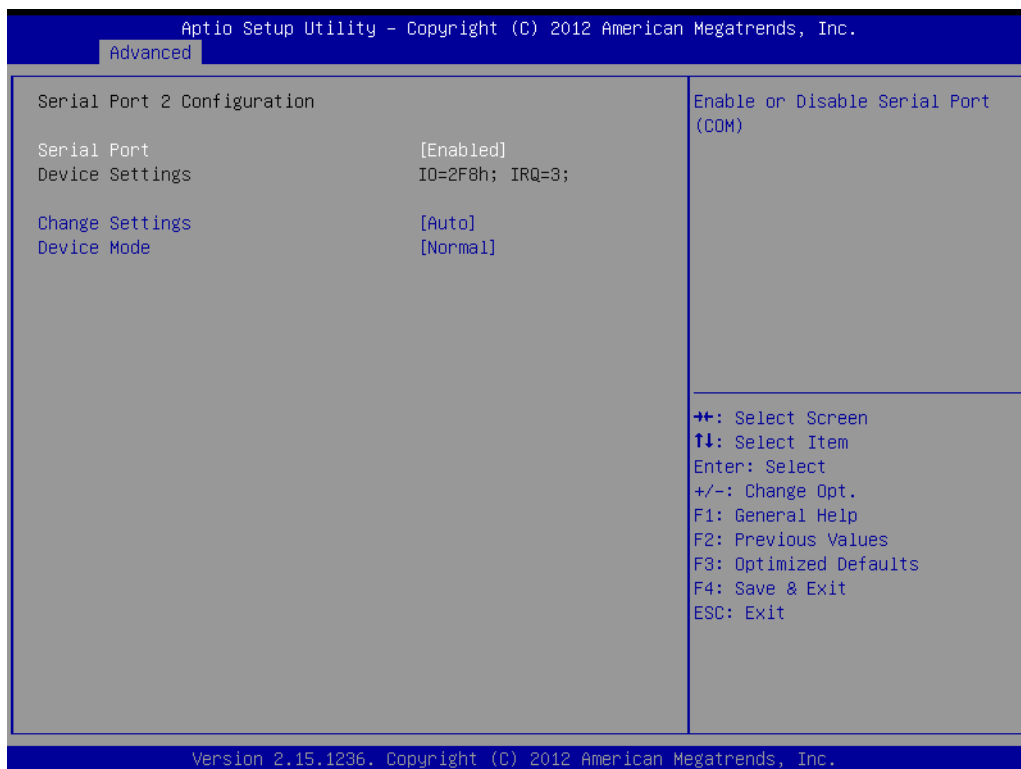 Aptio Setup Utility – Copyright (C) 2012 American Megatrends, Inc.
Advanced
Serial Port 2 Configuration
Serial Port [Enabled]
Device Settings IO=2F8h; IRQ=3;
Change Settings [Auto]
Device Mode [Normal]
Enable or Disable Serial Port
(COM)
→←: Select Screen
↑↓: Select Item
Enter: Select
+/-: Change Opt.
F1: General Help
F2: Previous Values
F3: Optimized Defaults
F4: Save & Exit
ESC: Exit
Version 2.15.1236. Copyright (C) 2012 American Megatrends, Inc.